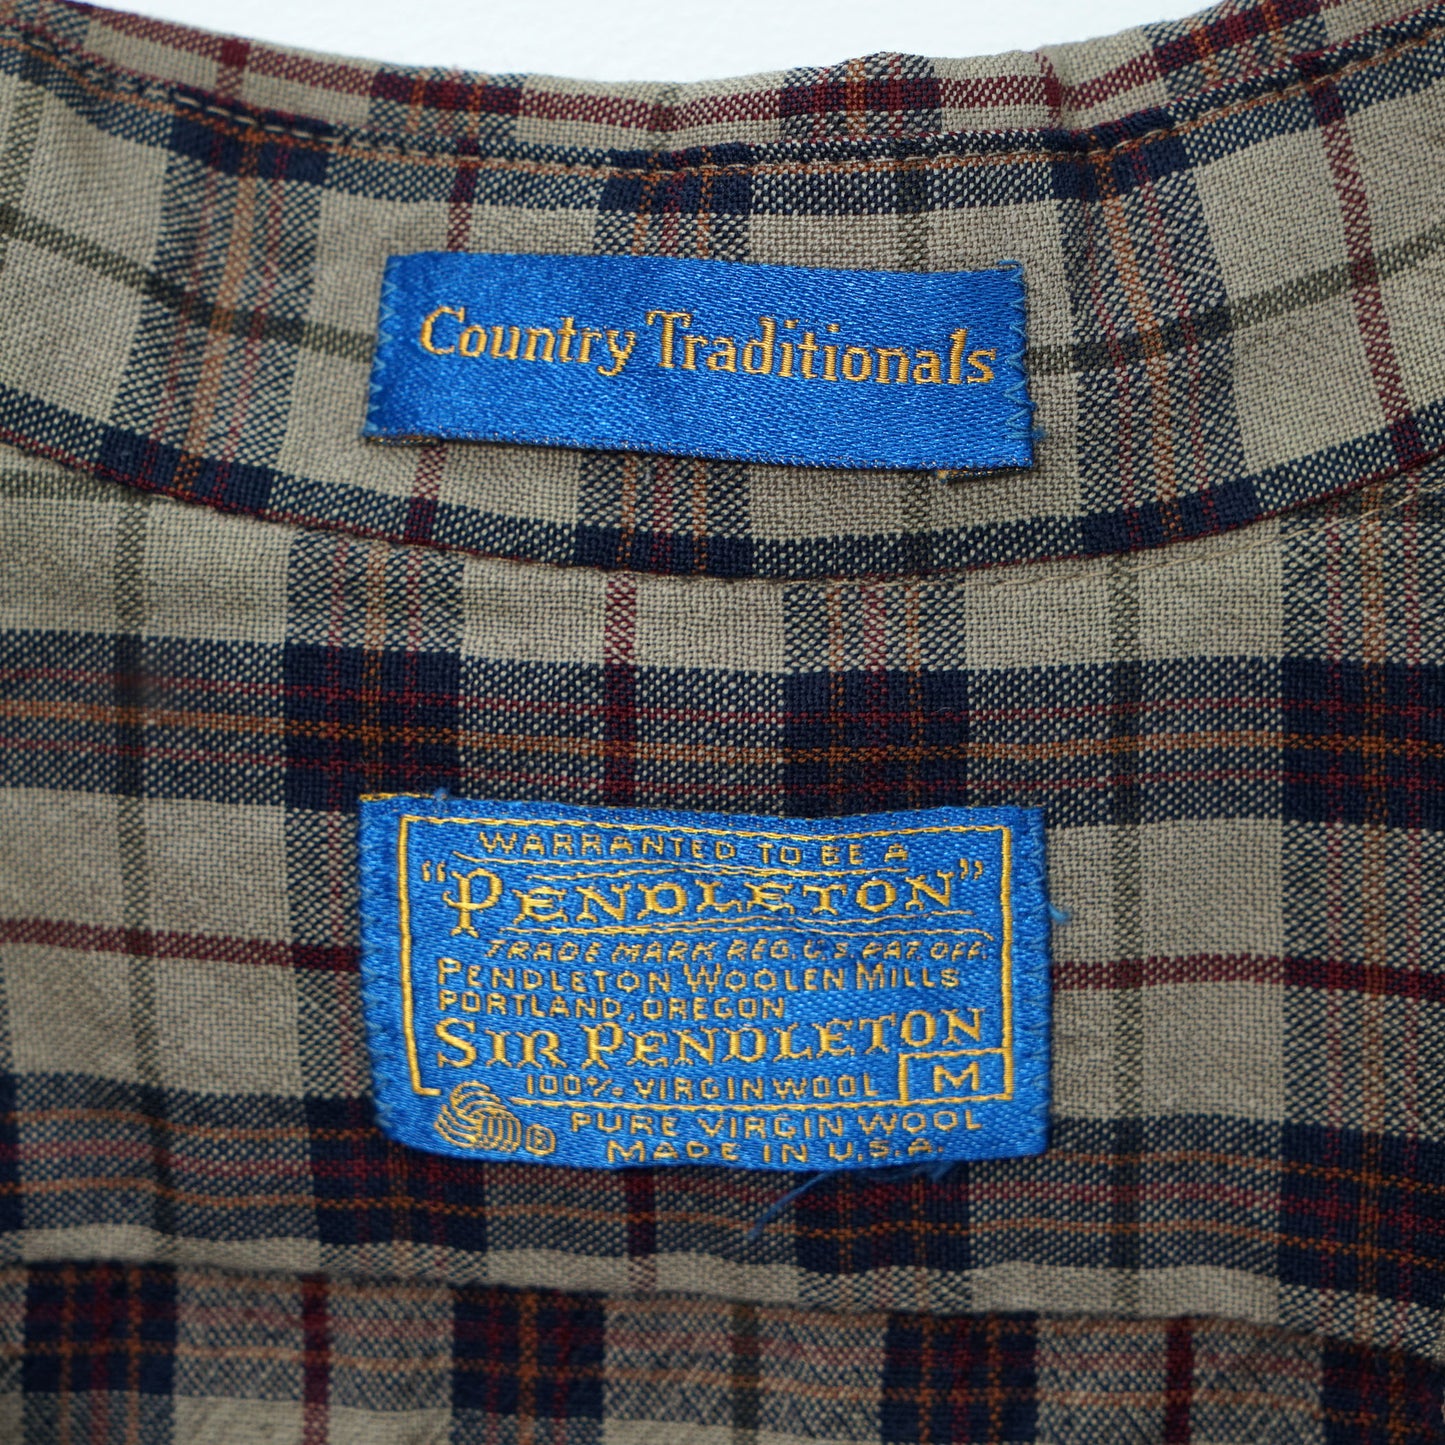 Country Traditionals
WARRANTED TO BE A
"PENDLETON"
TRADE MARK REG. U.S. PAT. OFF.
PENDLETON WOOLEN MILLS
PORTLAND, OREGON
SIR PENDLETON
100% VIRGIN WOOL M
® PURE VIRGIN WOOL
MADE IN U.S.A.